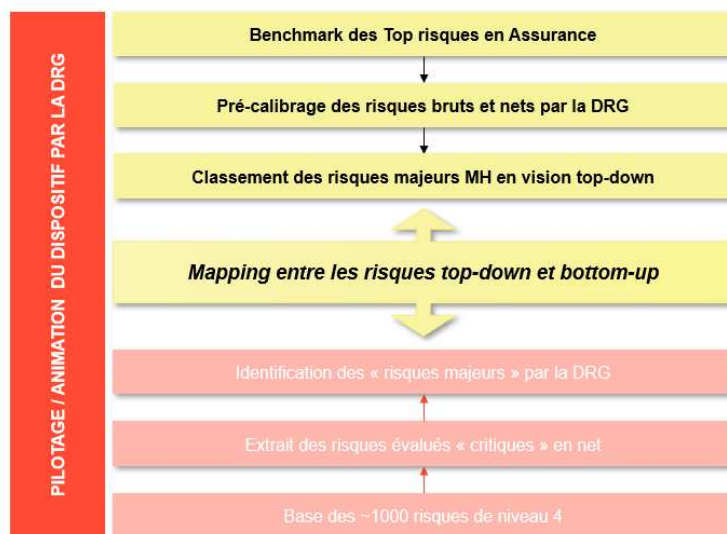 PILOTAGE / ANIMATION DU DISPOSITIF PAR LA DRG
Benchmark des Top risques en Assurance
Pré-calibrage des risques bruts et nets par la DRG
Classement des risques majeurs MH en vision top-down
Mapping entre les risques top-down et bottom-up
Identification des « risques majeurs » par la DRG
Extrait des risques évalués « critiques » en net
Base des ~1000 risques de niveau 4